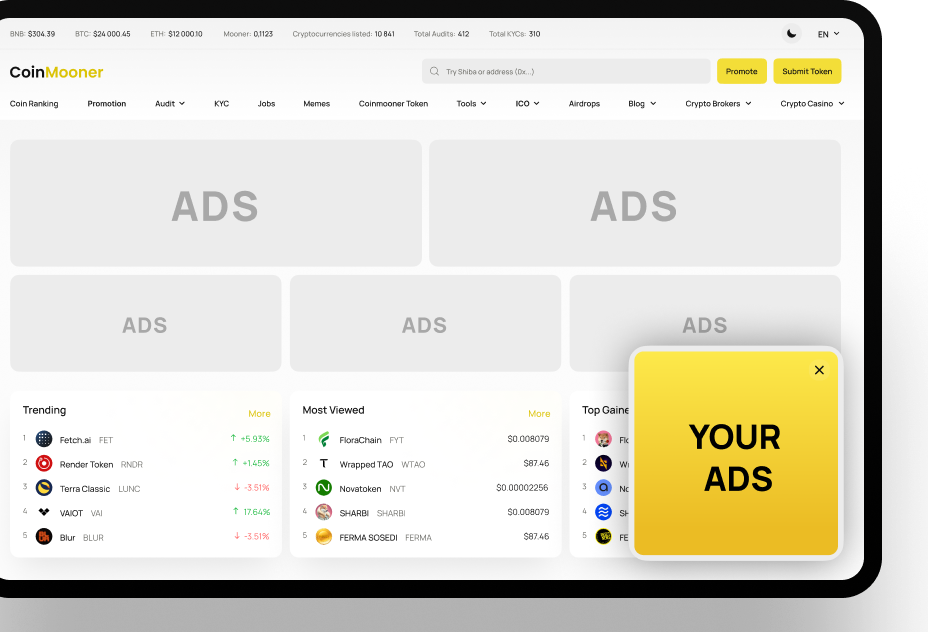 BNB: $304.39 BTC: $24 000.45 ETH: $12 000.10 Mooner: 0,1123 Cryptocurrencies listed: 10 841 Total Audits: 412 Total KYCs: 310 EN
CoinMooner Try Shiba or address (0x...) Promote Submit Token
Coin Ranking Promotion Audit KYC Jobs Memes Coinmooner Token Tools ICO Airdrops Blog Crypto Brokers Crypto Casino
ADS ADS
ADS ADS ADS
Trending More
1 Fetch.ai FET ↑ +5.93%
2 Render Token RNDR ↑ +1.45%
3 Terra Classic LUNC ↓ -3.51%
4 VAIOT VAI ↑ 17.64%
5 Blur BLUR ↓ -3.51%
Most Viewed More
1 FloraChain FYT $0.008079
2 T Wrapped TAO WTAO $87.46
3 Novatoken NVT $0.00002256
4 SHARBI SHARBI $0.008079
5 FERMA SOSEDI FERMA $87.46
Top Gaine
1 Flo
2 Wr
3 No
4 SH
5 FE
YOUR
ADS